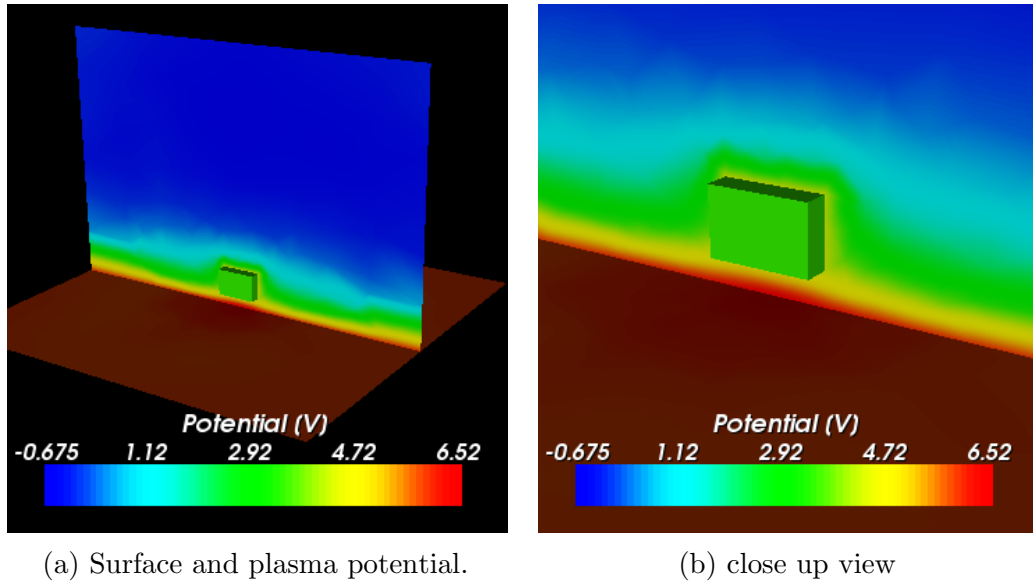 Potential (V)
-0.675 1.12 2.92 4.72 6.52
Potential (V)
-0.675 1.12 2.92 4.72 6.52
(a) Surface and plasma potential.
(b) close up view